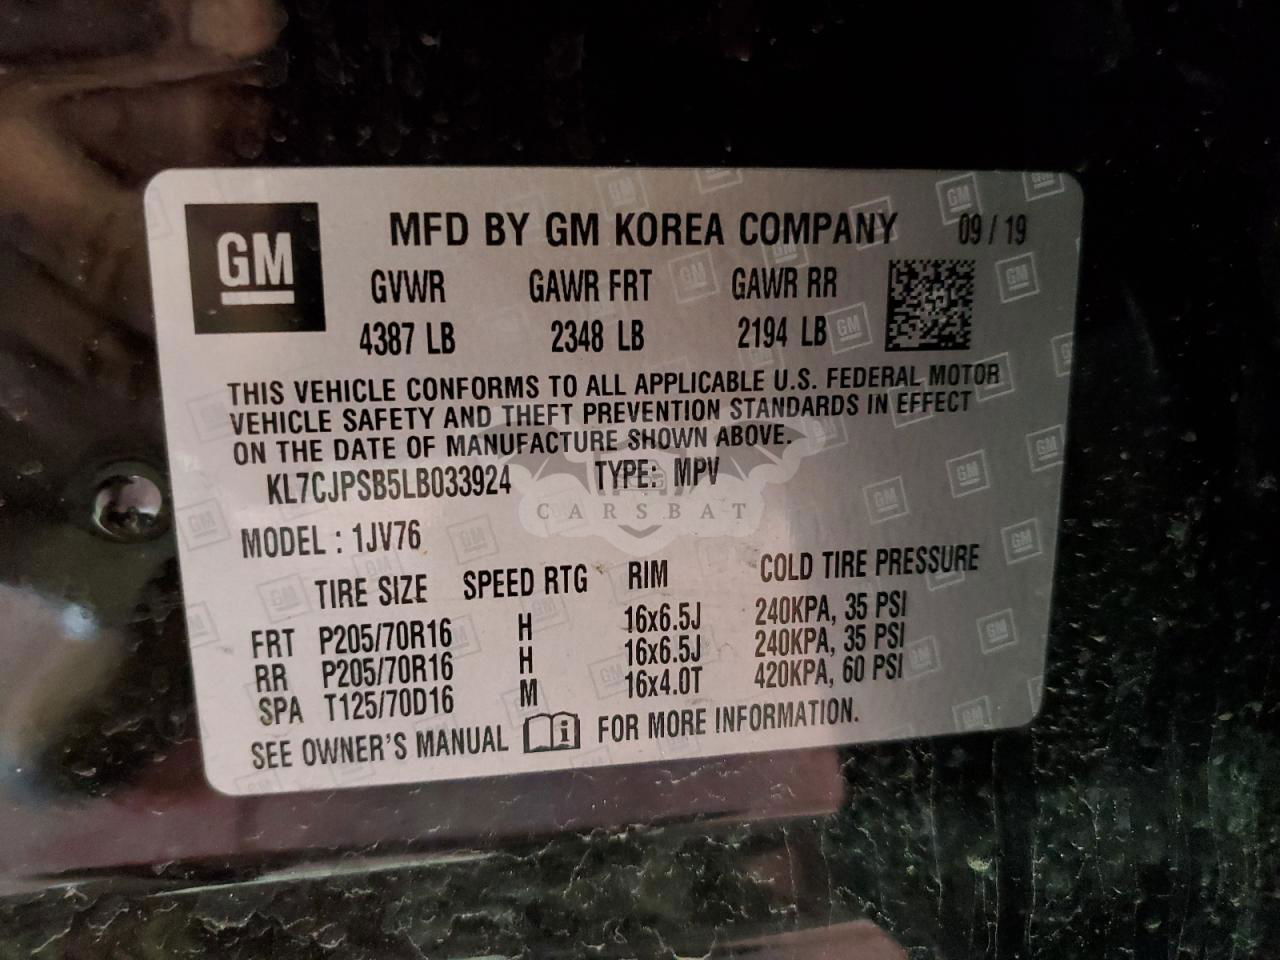 GM
MFD BY GM KOREA COMPANY 09 / 19
GVWR GAWR FRT GAWR RR
4387 LB 2348 LB 2194 LB
THIS VEHICLE CONFORMS TO ALL APPLICABLE U.S. FEDERAL MOTOR
VEHICLE SAFETY AND THEFT PREVENTION STANDARDS IN EFFECT
ON THE DATE OF MANUFACTURE SHOWN ABOVE.
KL7CJPSB5LB033924 TYPE: MPV
CARSBAT
MODEL : 1JV76
TIRE SIZE SPEED RTG RIM COLD TIRE PRESSURE
FRT P205/70R16 H 16x6.5J 240KPA, 35 PSI
RR P205/70R16 H 16x6.5J 240KPA, 35 PSI
SPA T125/70D16 M 16x4.0T 420KPA, 60 PSI
SEE OWNER'S MANUAL i FOR MORE INFORMATION.